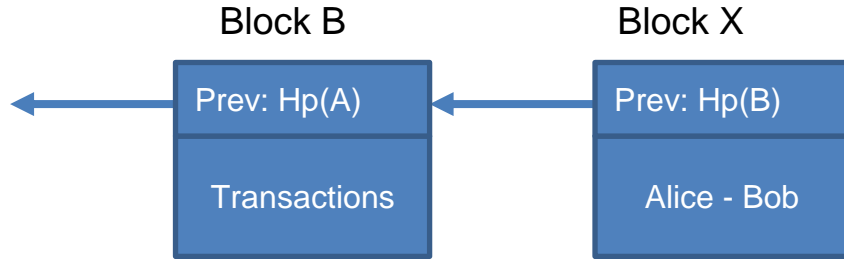 Block B
Block X
Prev: Hp(A)
Prev: Hp(B)
Transactions
Alice - Bob